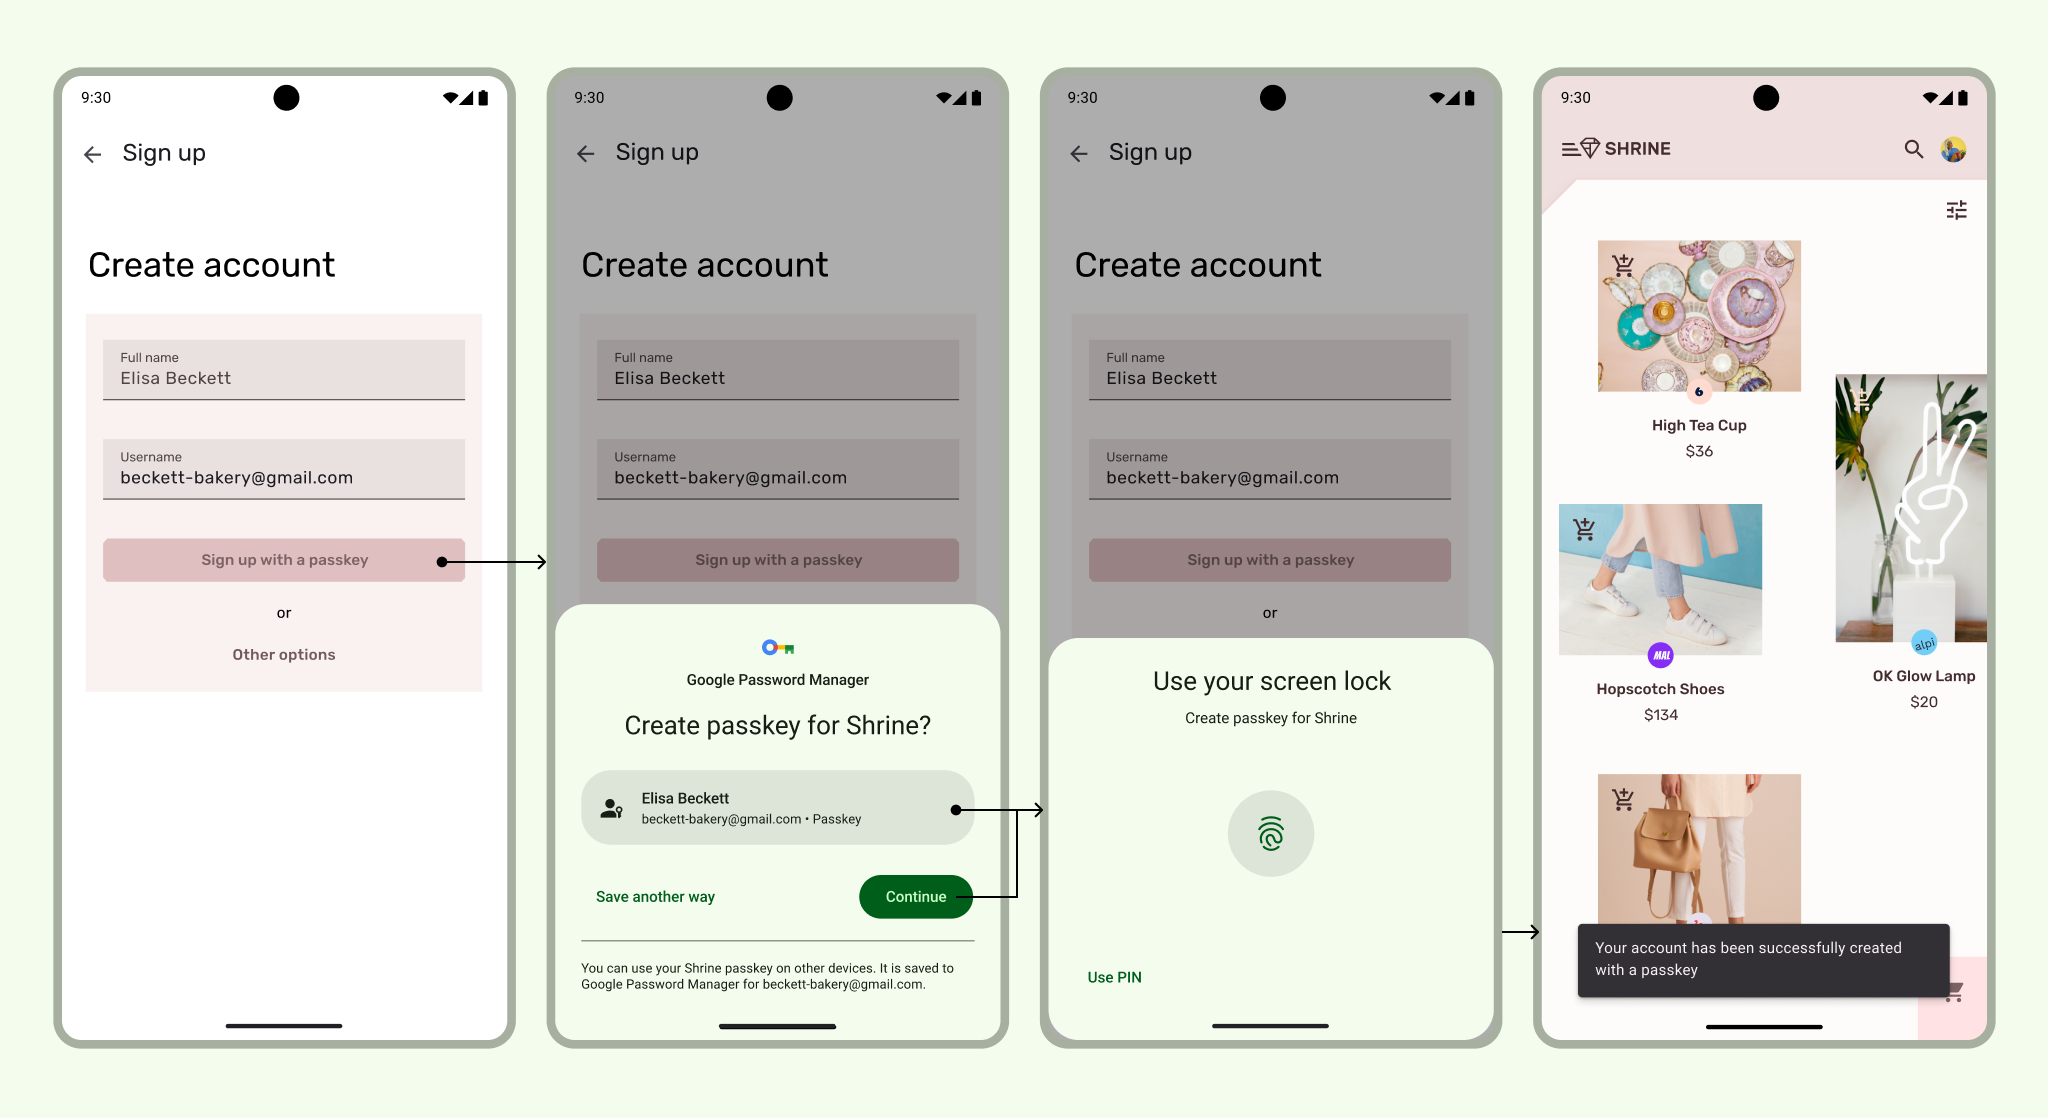 9:30
Sign up
Create account
Full name
Elisa Beckett
Username
beckett-bakery@gmail.com
Sign up with a passkey
or
Other options
9:30
Sign up
Create account
Full name
Elisa Beckett
Username
beckett-bakery@gmail.com
Sign up with a passkey
Google Password Manager
Create passkey for Shrine?
Elisa Beckett
beckett-bakery@gmail.com • Passkey
Save another way
Continue
You can use your Shrine passkey on other devices. It is saved to
Google Password Manager for beckett-bakery@gmail.com.
9:30
Sign up
Create account
Full name
Elisa Beckett
Username
beckett-bakery@gmail.com
Sign up with a passkey
or
Use your screen lock
Create passkey for Shrine
Use PIN
9:30
SHRINE
High Tea Cup
$36
MAL
Hopscotch Shoes
$134
alpi
OK Glow Lamp
$20
Your account has been successfully created
with a passkey